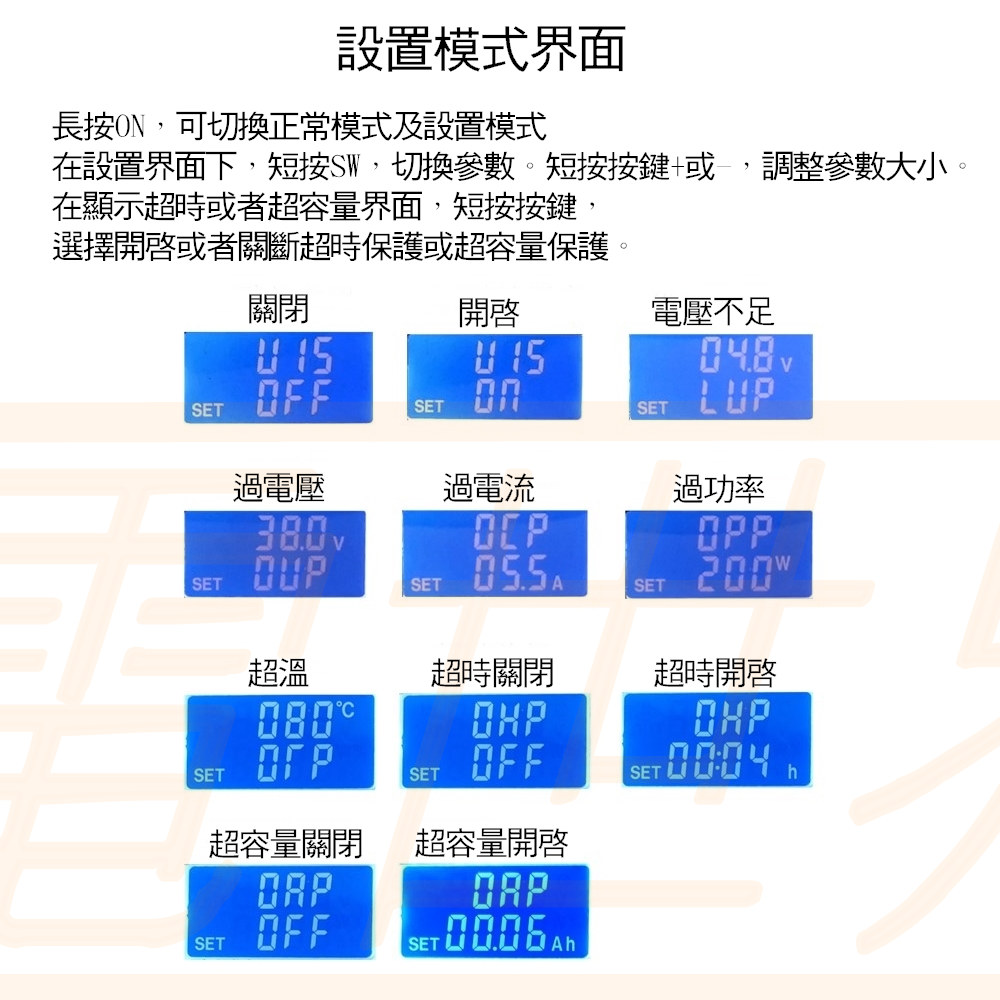 設置模式界面
長按ON，可切換正常模式及設置模式
在設置界面下，短按SW，切換參數。短按按鍵+或-，調整參數大小。
在顯示超時或者超容量界面，短按按鍵，
選擇開啓或者關斷超時保護或超容量保護。
關閉 開啓 電壓不足
U15 U15 04.8 V
SET OFF SET ON SET LUP
過電壓 過電流 過功率
38.0 V OCP OPP
SET OUP SET 05.5 A SET 200 W
超溫 超時關閉 超時開啓
080 °C OHP OHP
SET OTP SET OFF SET 00:04 h
超容量關閉 超容量開啓
OAP OAP
SET OFF SET 00.06 Ah